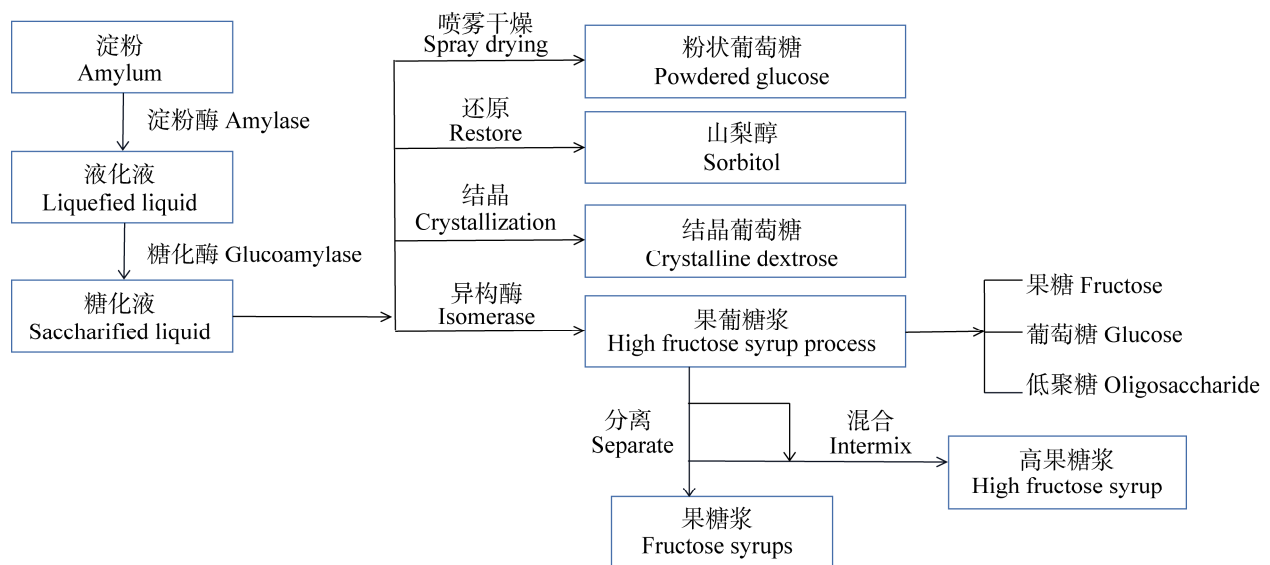 淀粉
Amylum
淀粉酶 Amylase
液化液
Liquefied liquid
糖化酶 Glucoamylase
糖化液
Saccharified liquid
喷雾干燥
Spray drying
粉状葡萄糖
Powdered glucose
还原
Restore
山梨醇
Sorbitol
结晶
Crystallization
结晶葡萄糖
Crystalline dextrose
异构酶
Isomerase
果葡糖浆
High fructose syrup process
果糖 Fructose
葡萄糖 Glucose
低聚糖 Oligosaccharide
分离
Separate
混合
Intermix
高果糖浆
High fructose syrup
果糖浆
Fructose syrups